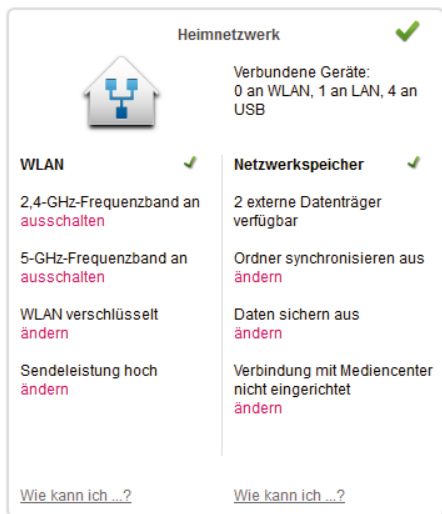 Heimnetzwerk
Verbundene Geräte:
0 an WLAN, 1 an LAN, 4 an
USB
WLAN
2,4-GHz-Frequenzband an
ausschalten
5-GHz-Frequenzband an
ausschalten
WLAN verschlüsselt
ändern
Sendeleistung hoch
ändern
Wie kann ich ...?
Netzwerkspeicher
2 externe Datenträger
verfügbar
Ordner synchronisieren aus
ändern
Daten sichern aus
ändern
Verbindung mit Mediencenter
nicht eingerichtet
ändern
Wie kann ich ...?